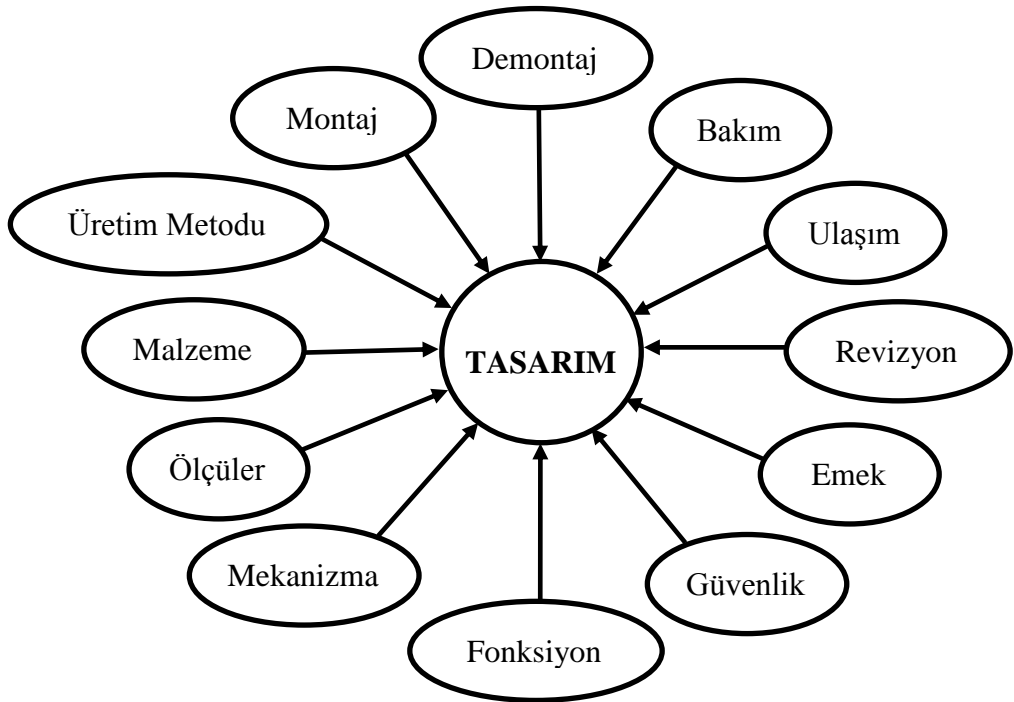 Demontaj
Montaj
Bakım
Üretim Metodu
Ulaşım
Malzeme
TASARIM
Revizyon
Ölçüler
Emek
Mekanizma
Güvenlik
Fonksiyon